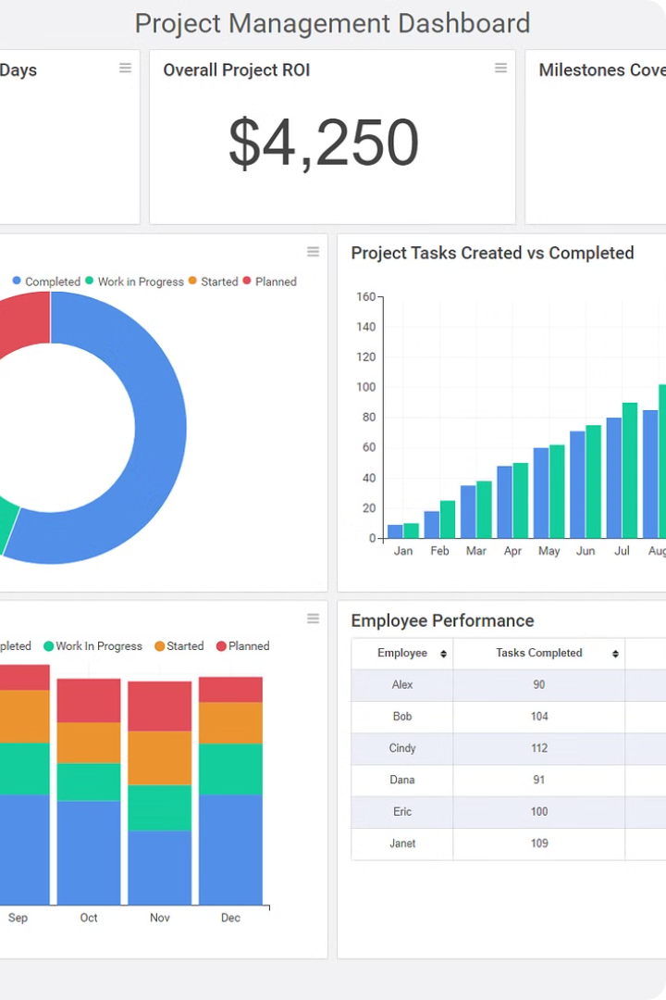 Project Management Dashboard
Days
Overall Project ROI
Milestones Cove
$4,250
Completed Work in Progress Started Planned
Project Tasks Created vs Completed
160
140
120
100
80
60
40
20
0
Jan Feb Mar Apr May Jun Jul Aug
pleted Work In Progress Started Planned
Sep Oct Nov Dec
Employee Performance
Employee Tasks Completed
Alex 90
Bob 104
Cindy 112
Dana 91
Eric 100
Janet 109